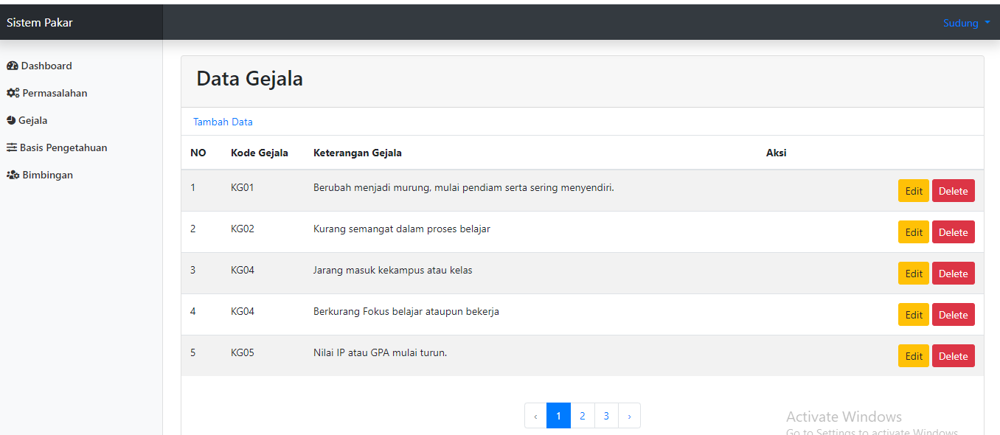 Sistem Pakar
Sudung
Dashboard
Permasalahan
Gejala
Basis Pengetahuan
Bimbingan
Data Gejala
Tambah Data
NO Kode Gejala Keterangan Gejala Aksi
1 KG01 Berubah menjadi murung, mulai pendiam serta sering menyendiri. Edit Delete
2 KG02 Kurang semangat dalam proses belajar Edit Delete
3 KG04 Jarang masuk kekampus atau kelas Edit Delete
4 KG04 Berkurang Fokus belajar ataupun bekerja Edit Delete
5 KG05 Nilai IP atau GPA mulai turun. Edit Delete
‹ 1 2 3 ›
Activate Windows
Go to Settings to activate Windows.